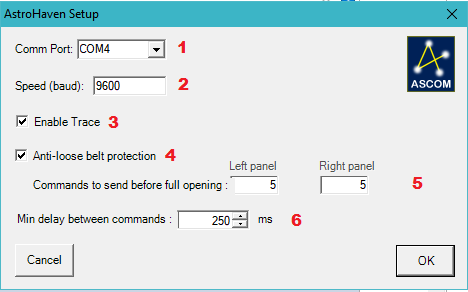 AstroHaven Setup
Comm Port: COM4 1
ASCOM
Speed (baud): 9600 2
Enable Trace 3
Anti-loose belt protection 4
Left panel Right panel
Commands to send before full opening : 5 5 5
Min delay between commands : 250 ms 6
Cancel OK